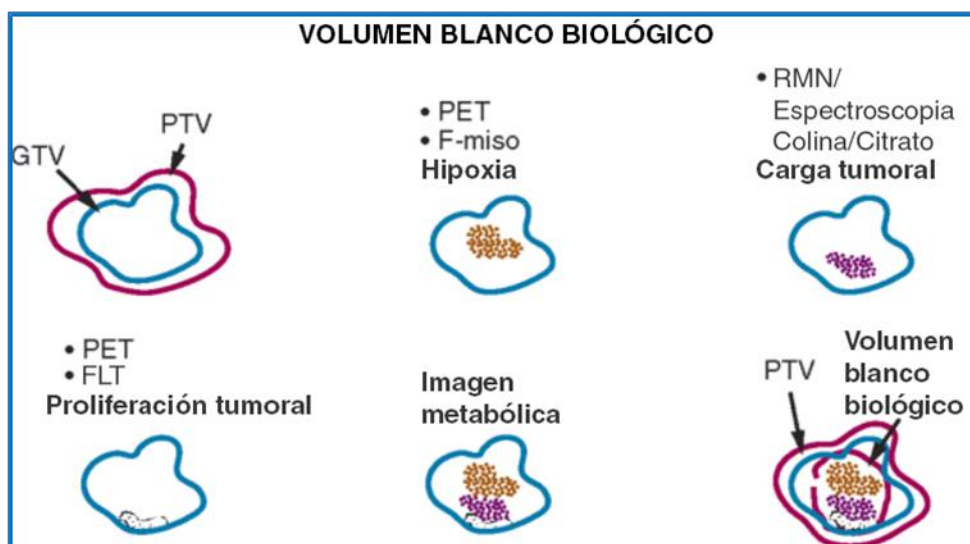 VOLUMEN BLANCO BIOLÓGICO
PTV
GTV
• PET
• F-miso
Hipoxia
• RMN/
Espectroscopia
Colina/Citrato
Carga tumoral
• PET
• FLT
Proliferación tumoral
Imagen
metabólica
PTV
Volumen
blanco
biológico